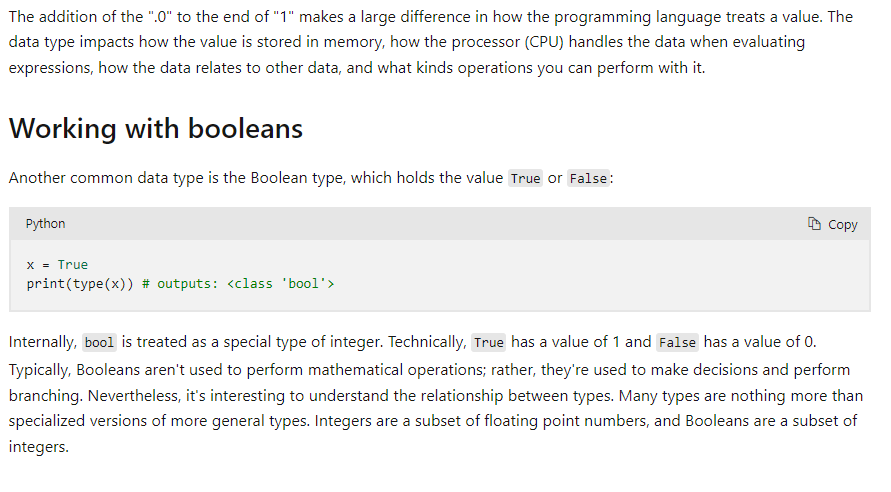 The addition of the ".0" to the end of "1" makes a large difference in how the programming language treats a value. The
data type impacts how the value is stored in memory, how the processor (CPU) handles the data when evaluating
expressions, how the data relates to other data, and what kinds operations you can perform with it.
Working with booleans
Another common data type is the Boolean type, which holds the value True or False:
Python
Copy
x = True
print(type(x)) # outputs: <class 'bool'>
Internally, bool is treated as a special type of integer. Technically, True has a value of 1 and False has a value of 0.
Typically, Booleans aren't used to perform mathematical operations; rather, they're used to make decisions and perform
branching. Nevertheless, it's interesting to understand the relationship between types. Many types are nothing more than
specialized versions of more general types. Integers are a subset of floating point numbers, and Booleans are a subset of
integers.